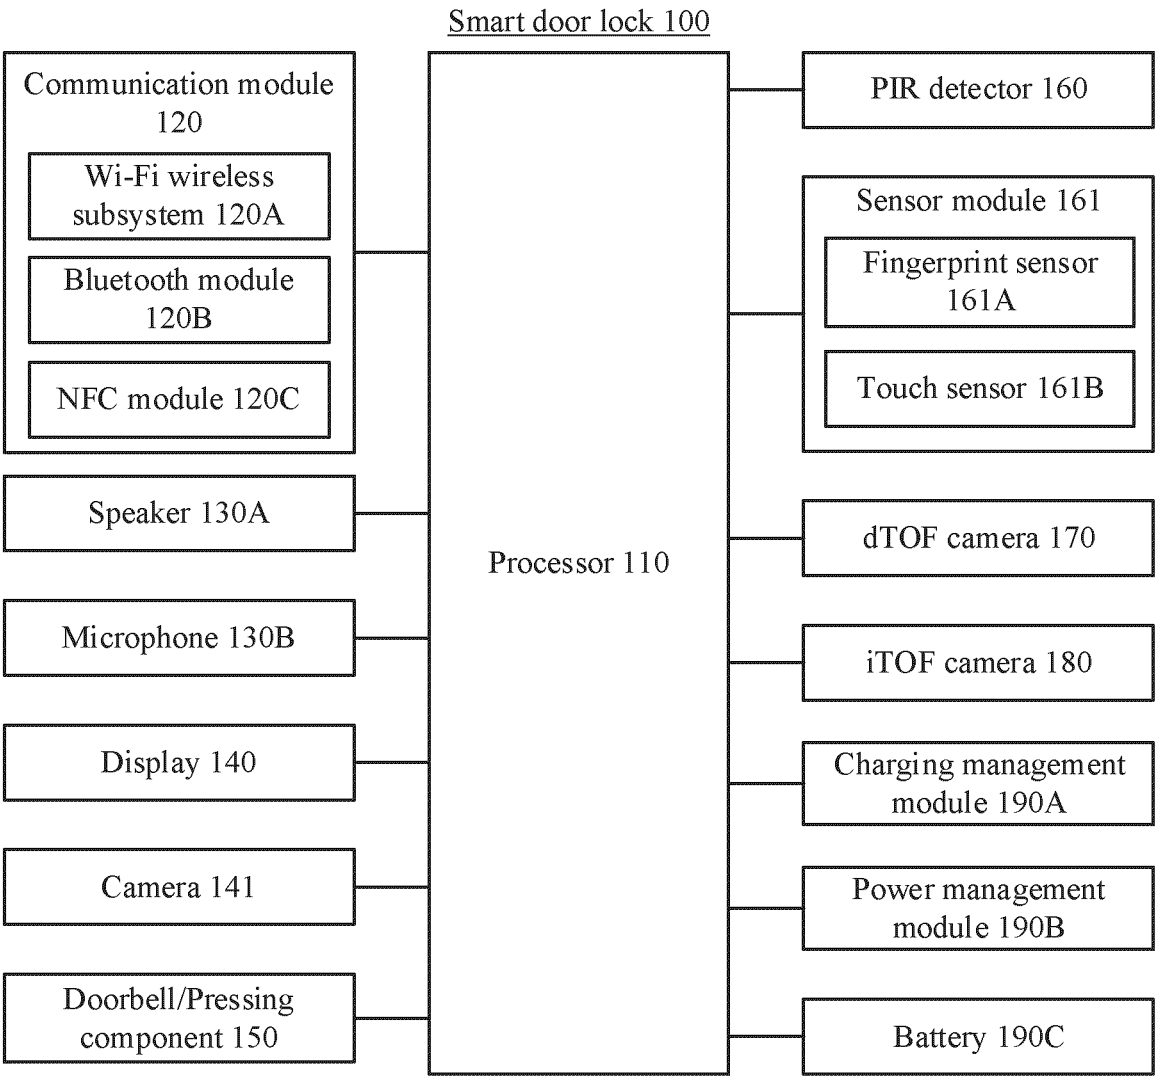 Smart door lock 100
Communication module
120
Wi-Fi wireless
subsystem 120A
Bluetooth module
120B
NFC module 120C
Speaker 130A
Microphone 130B
Display 140
Camera 141
Doorbell/Pressing
component 150
Processor 110
PIR detector 160
Sensor module 161
Fingerprint sensor
161A
Touch sensor 161B
dTOF camera 170
iTOF camera 180
Charging management
module 190A
Power management
module 190B
Battery 190C